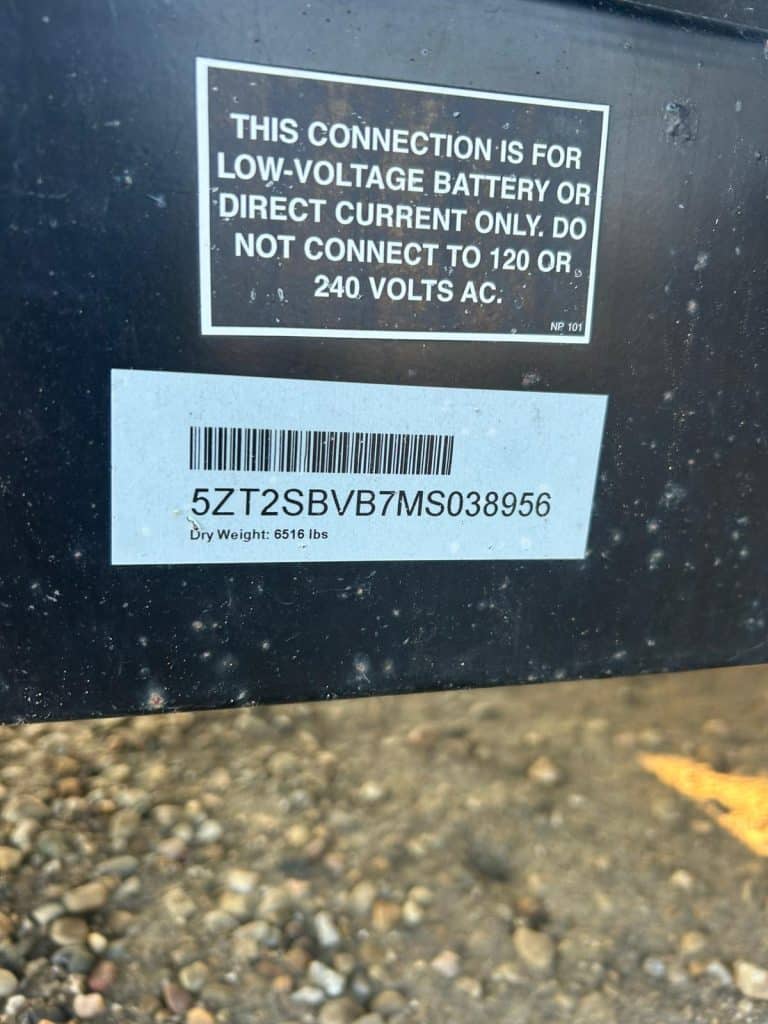 THIS CONNECTION IS FOR
LOW-VOLTAGE BATTERY OR
DIRECT CURRENT ONLY. DO
NOT CONNECT TO 120 OR
240 VOLTS AC.
NP 101
5ZT2SBVB7MS038956
Dry Weight: 6516 lbs